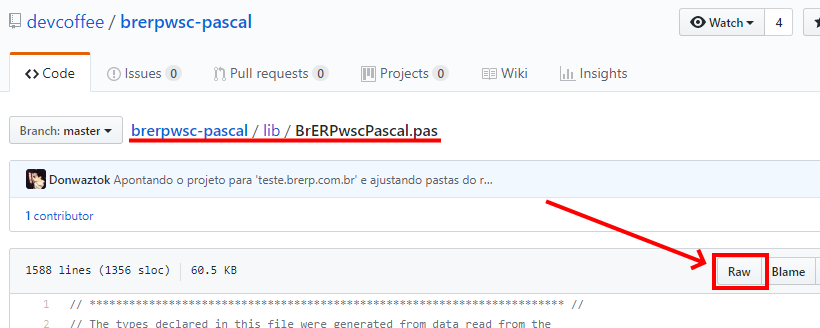 devcoffee / brerpwsc-pascal
Watch 4
Code Issues 0 Pull requests 0 Projects 0 Wiki Insights
Branch: master brerpwsc-pascal / lib / BrERPwscPascal.pas
Donwaztok Apontando o projeto para 'teste.brerp.com.br' e ajustando pastas do r...
1 contributor
1588 lines (1356 sloc) 60.5 KB Raw Blame
1 // ************************************************************************ //
2 // The types declared in this file were generated from data read from the